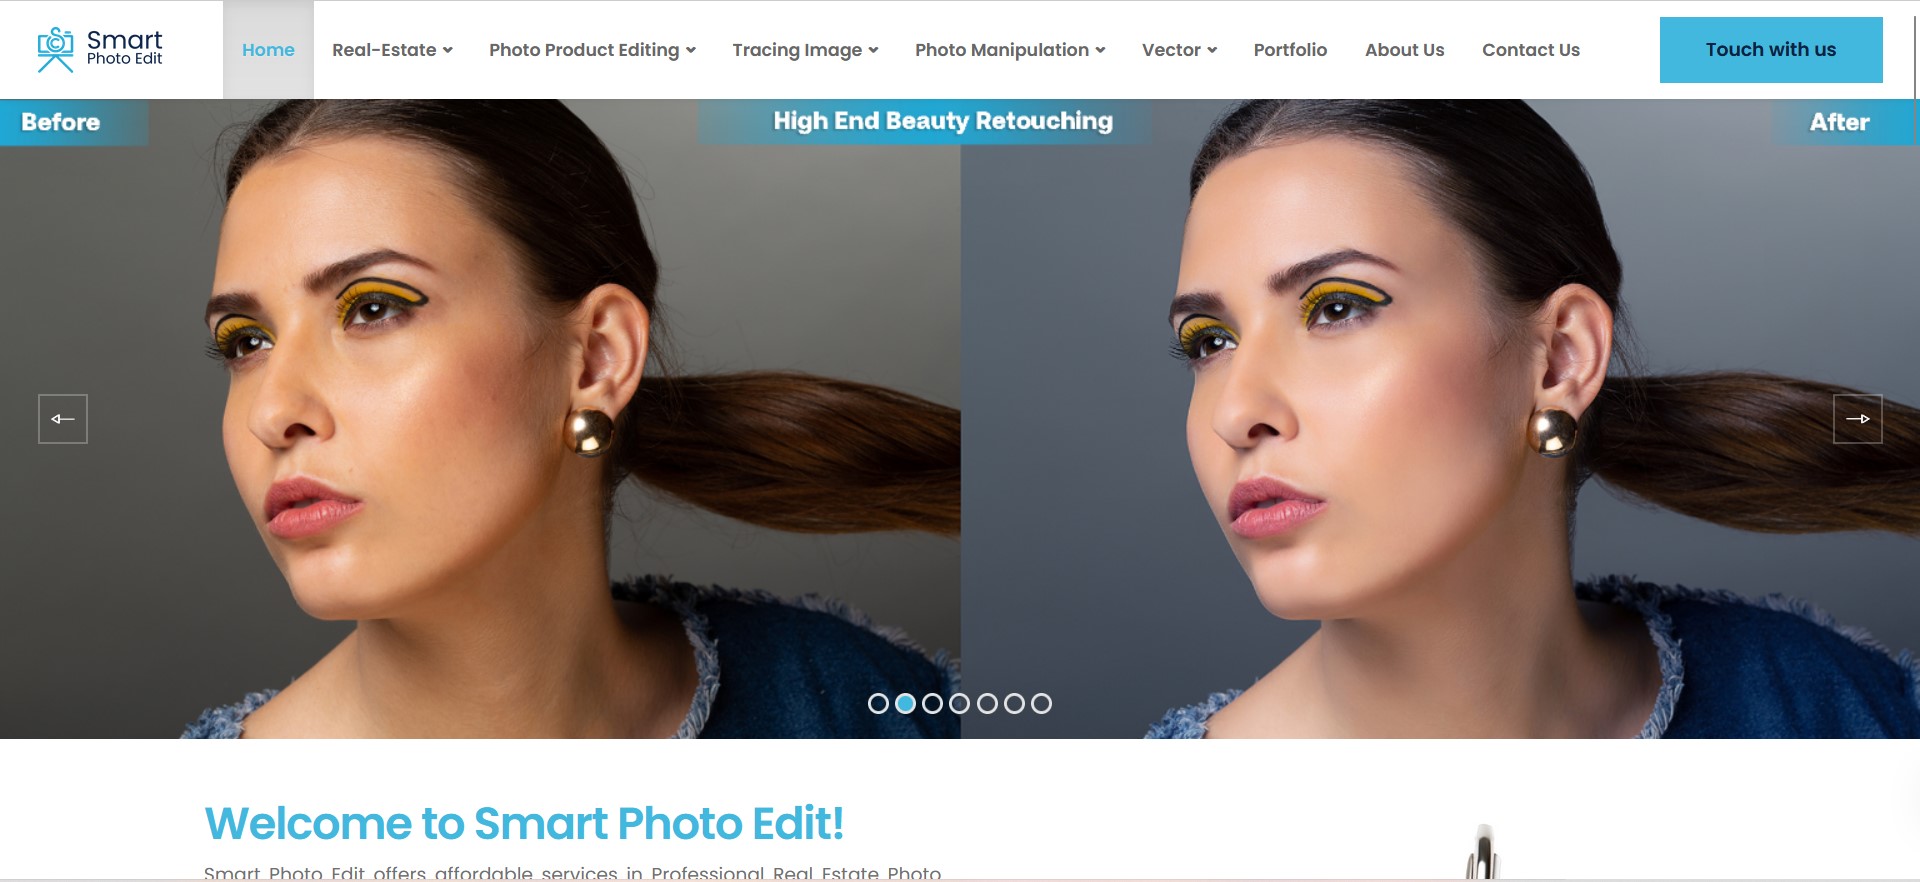 Smart
Photo Edit
Home Real-Estate Photo Product Editing Tracing Image Photo Manipulation Vector Portfolio About Us Contact Us Touch with us
Before High End Beauty Retouching After
Welcome to Smart Photo Edit!
Smart Photo Edit offers affordable services in Professional Real Estate Photo